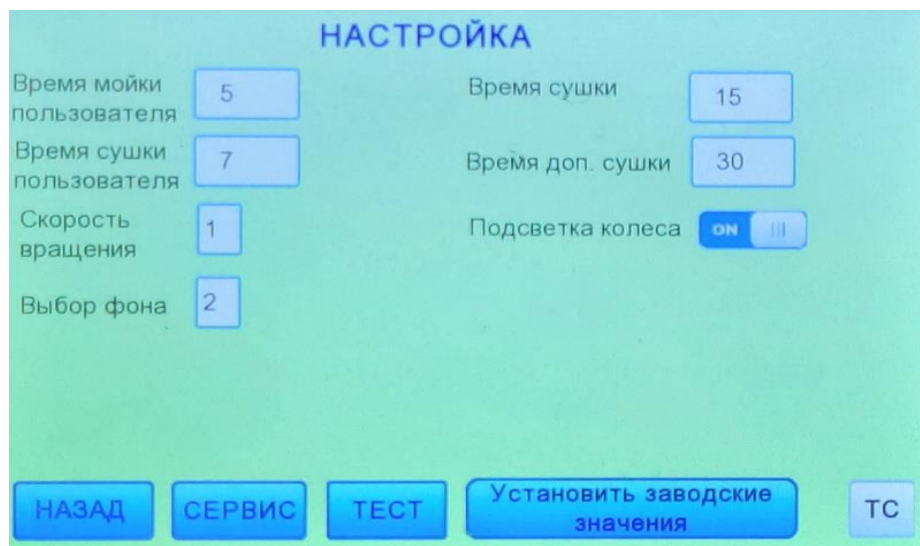 НАСТРОЙКА
Время мойки
пользователя
5
Время сушки
15
Время сушки
пользователя
7
Время доп. сушки
30
Скорость
вращения
1
Подсветка колеса
ON
Выбор фона
2
НАЗАД
СЕРВИС
ТЕСТ
Установить заводские
значения
ТС